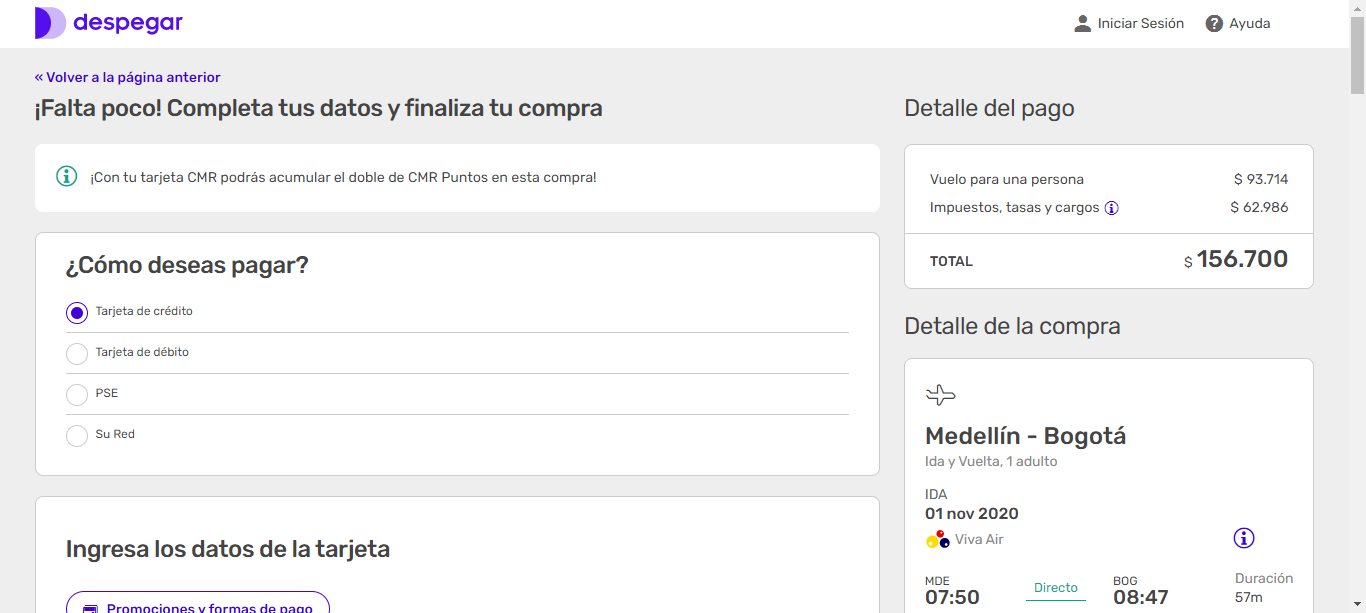 despegar
Iniciar Sesión
? Ayuda
« Volver a la página anterior
¡Falta poco! Completa tus datos y finaliza tu compra
¡Con tu tarjeta CMR podrás acumular el doble de CMR Puntos en esta compra!
¿Cómo deseas pagar?
Tarjeta de crédito
Tarjeta de débito
PSE
Su Red
Ingresa los datos de la tarjeta
Promociones y formas de pago
Detalle del pago
Vuelo para una persona $ 93.714
Impuestos, tasas y cargos $ 62.986
TOTAL $ 156.700
Detalle de la compra
Medellín - Bogotá
Ida y Vuelta, 1 adulto
IDA
01 nov 2020
Viva Air
MDE Directo BOG Duración
07:50 08:47 57m